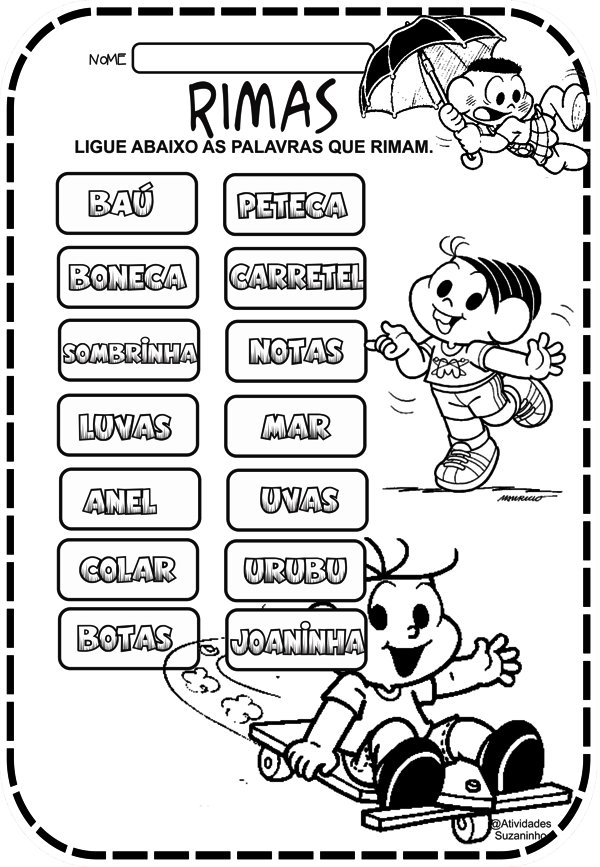 NOME
RIMAS
LIGUE ABAIXO AS PALAVRAS QUE RIMAM.
BAÚ PETECA
BONECA CARRETEL
SOMBRINHA NOTAS
LUVAS MAR
ANEL UVAS
COLAR URUBU
BOTAS JOANINHA
MAURICIO
@Atividades
Suzaninho